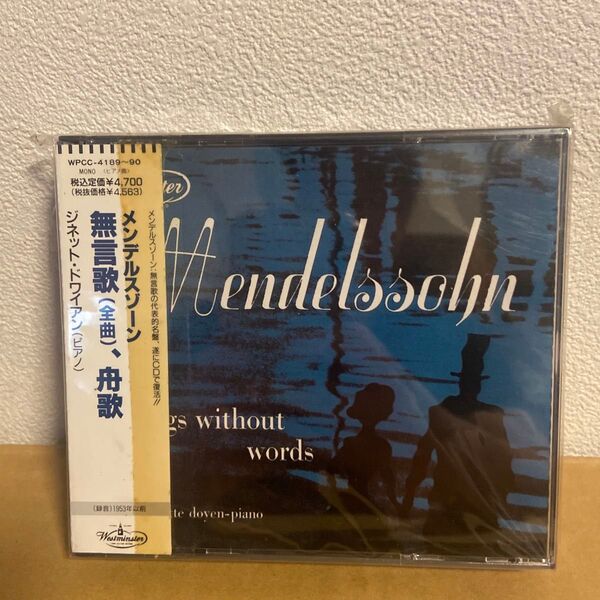 WPCC-4189〜90
MONO 〈ピアノ曲〉
税込定価¥4,700
(税抜価格¥4,563)
メンデルスゾーン:無言歌の代表的名盤、遂にCDで復活!!
メンデルスゾーン
無言歌(全曲)、舟歌
ジネット・ドワイアン(ピアノ)
(録音)1953年以前
Westminster
Mendelssohn
gs without
words
te doyen-piano